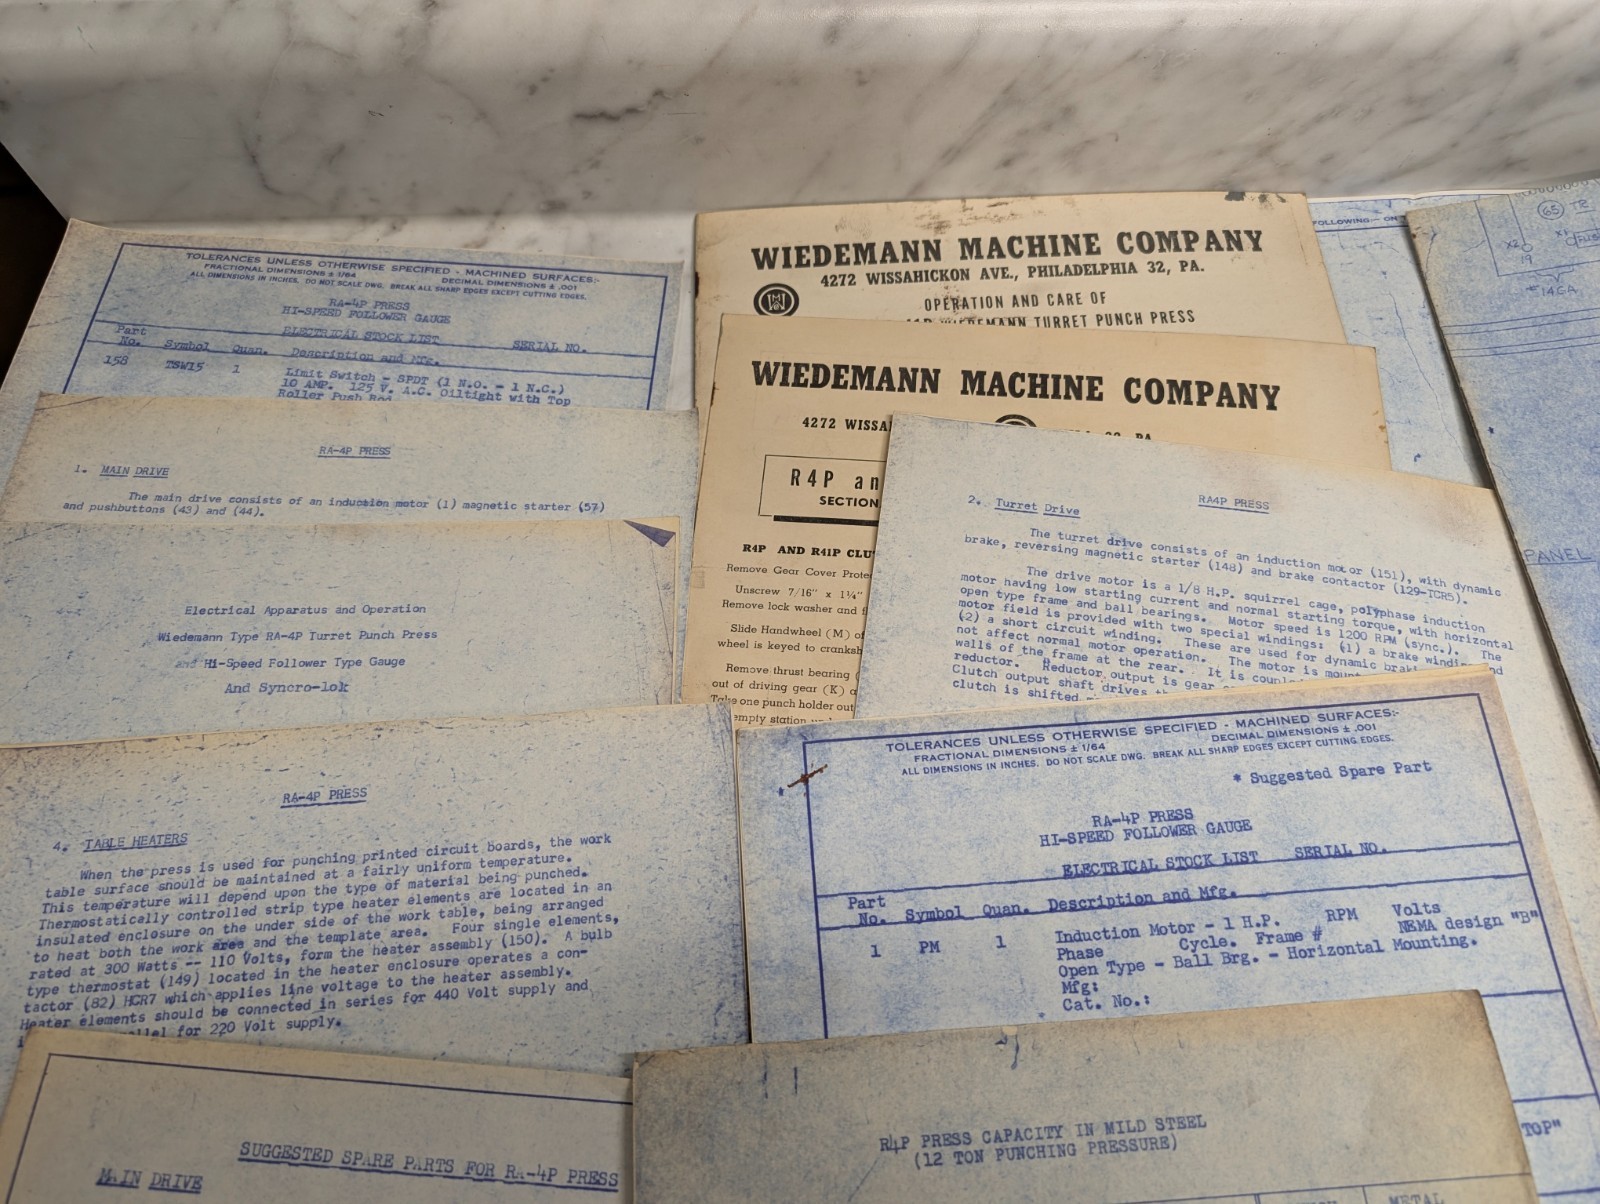 TOLERANCES UNLESS OTHERWISE SPECIFIED - MACHINED SURFACES:-
FRACTIONAL DIMENSIONS ± 1/64 DECIMAL DIMENSIONS ± .001
ALL DIMENSIONS IN INCHES. DO NOT SCALE DWG. BREAK ALL SHARP EDGES EXCEPT CUTTING EDGES.
RA-4P PRESS
HI-SPEED FOLLOWER GAUGE
ELECTRICAL STOCK LIST SERIAL NO.
Part
No. Symbol Quan. Description and Mfg.
158 TSW15 1 Limit Switch - SPDT (1 N.O. - 1 N.C.)
10 AMP. 125 V. A.C. Oiltight with Top
Roller Push Rod
RA-4P PRESS
1. MAIN DRIVE
The main drive consists of an induction motor (1) magnetic starter (57)
and pushbuttons (43) and (44).
Electrical Apparatus and Operation
Wiedemann Type RA-4P Turret Punch Press
and Hi-Speed Follower Type Gauge
And Syncro-lok
RA-4P PRESS
4. TABLE HEATERS
When the press is used for punching printed circuit boards, the work
table surface should be maintained at a fairly uniform temperature.
This temperature will depend upon the type of material being punched.
Thermostatically controlled strip type heater elements are located in an
insulated enclosure on the under side of the work table, being arranged
to heat both the work area and the template area. Four single elements,
rated at 300 Watts -- 110 Volts, form the heater assembly (150). A bulb
type thermostat (149) located in the heater enclosure operates a con-
tactor (82) HCR7 which applies line voltage to the heater assembly.
Heater elements should be connected in series for 440 Volt supply and
for 220 Volt supply.
SUGGESTED SPARE PARTS FOR RA-4P PRESS
MAIN DRIVE
WIEDEMANN MACHINE COMPANY
4272 WISSAHICKON AVE., PHILADELPHIA 32, PA.
OPERATION AND CARE OF
WIEDEMANN TURRET PUNCH PRESS
WIEDEMANN MACHINE COMPANY
4272 WISSA
32, PA.
R4P an
SECTION
R4P AND R41P CLU
Remove Gear Cover Prote
Unscrew 7/16" x 1¼"
Remove lock washer and f
Slide Handwheel (M) of
wheel is keyed to cranksh
Remove thrust bearing (
out of driving gear (K) a
Take one punch holder out
empty station
RA4P PRESS
2. Turret Drive
The turret drive consists of an induction motor (151), with dynamic
brake, reversing magnetic starter (148) and brake contactor (129-TCR5).
The drive motor is a 1/8 H.P. squirrel cage, polyphase induction
motor having low starting current and normal starting torque, with horizontal
open type frame and ball bearings. Motor speed is 1200 RPM (sync.). The
motor field is provided with two special windings: (1) a brake winding and
(2) a short circuit winding. These are used for dynamic
not affect normal motor operation. The motor is
walls of the frame at the rear. It is
reductor. Reductor output is gear
Clutch output shaft drives
clutch is shifted
TOLERANCES UNLESS OTHERWISE SPECIFIED - MACHINED SURFACES:-
FRACTIONAL DIMENSIONS ± 1/64 DECIMAL DIMENSIONS ± .001
ALL DIMENSIONS IN INCHES. DO NOT SCALE DWG. BREAK ALL SHARP EDGES EXCEPT CUTTING EDGES.
* Suggested Spare Part
RA-4P PRESS
HI-SPEED FOLLOWER GAUGE
ELECTRICAL STOCK LIST SERIAL NO.
Part
No. Symbol Quan. Description and Mfg.
1 PM 1 Induction Motor - 1 H.P. RPM Volts
Phase Cycle. Frame # NEMA design "B"
Open Type - Ball Brg. - Horizontal Mounting.
Mfg:
Cat. No.:
R4P PRESS CAPACITY IN MILD STEEL
(12 TON PUNCHING PRESSURE)
METAL
FOLLOWING:- ON
65 TR
X2
19
X1
#14GA
PANEL
TOP"